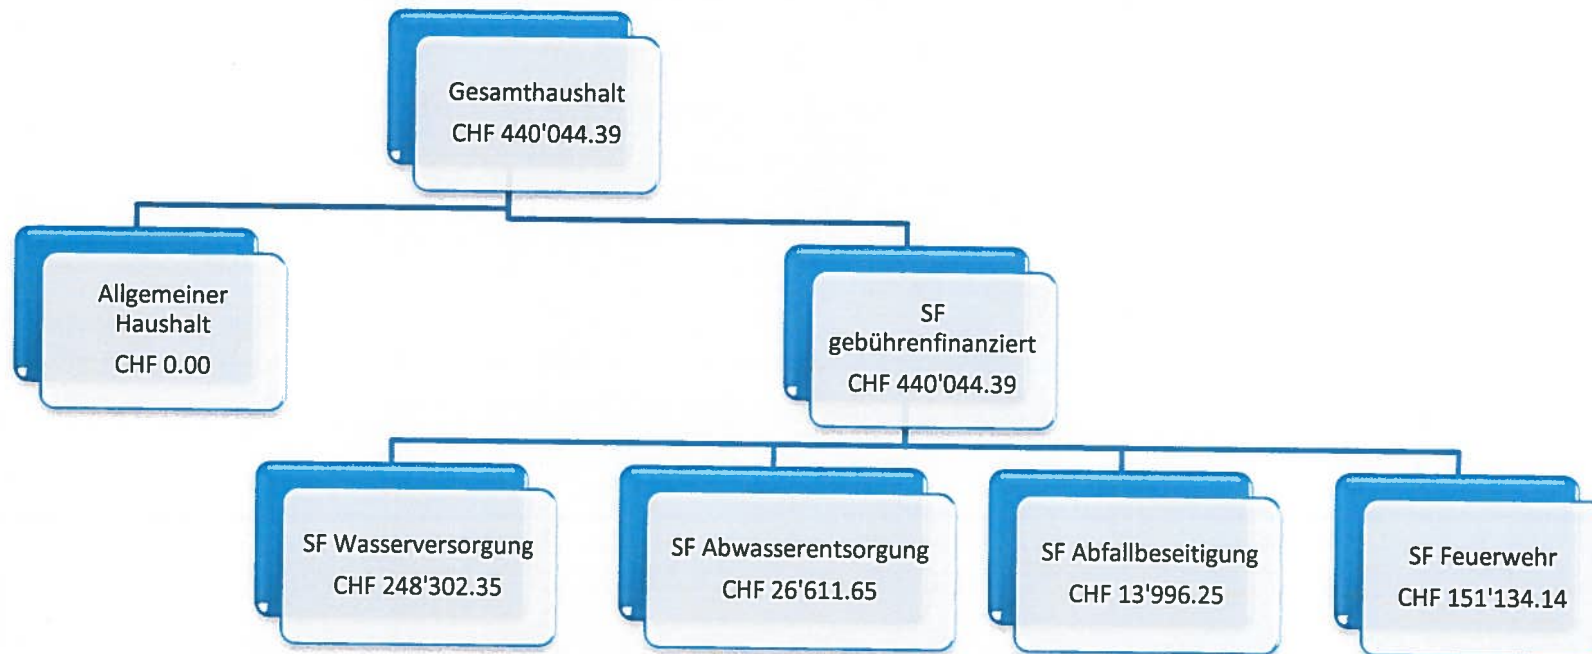 Gesamthaushalt
CHF 440'044.39
Allgemeiner
Haushalt
CHF 0.00
SF
gebührenfinanziert
CHF 440'044.39
SF Wasserversorgung
CHF 248'302.35
SF Abwasserentsorgung
CHF 26'611.65
SF Abfallbeseitigung
CHF 13'996.25
SF Feuerwehr
CHF 151'134.14